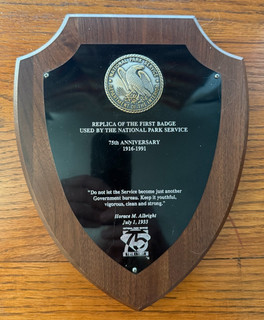 REPLICA OF THE FIRST BADGE
USED BY THE NATIONAL PARK SERVICE
75th ANNIVERSARY
1916-1991
"Do not let the Service become just another
Government bureau. Keep it youthful,
vigorous, clean and strong."
Horace M. Albright
July 1, 1933
75